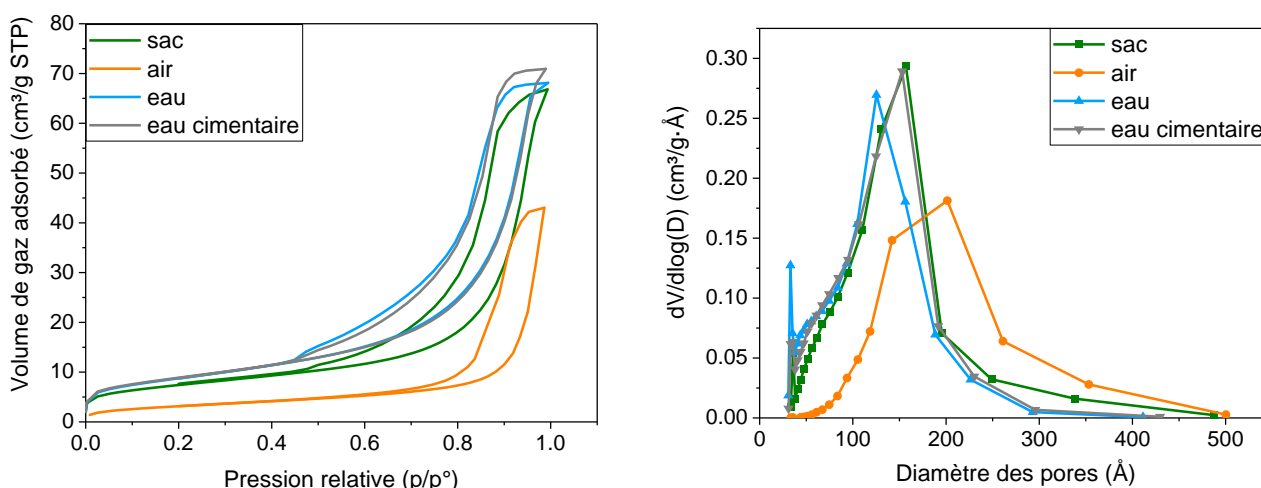 Volume de gaz adsorbé (cm³/g STP)
80
70
60
50
40
30
20
10
0
sac
air
eau
eau cimentaire
0.0 0.2 0.4 0.6 0.8 1.0
Pression relative (p/p°)
dV/dlog(D) (cm³/g·Å)
0.30
0.25
0.20
0.15
0.10
0.05
0.00
sac
air
eau
eau cimentaire
0 100 200 300 400 500
Diamètre des pores (Å)